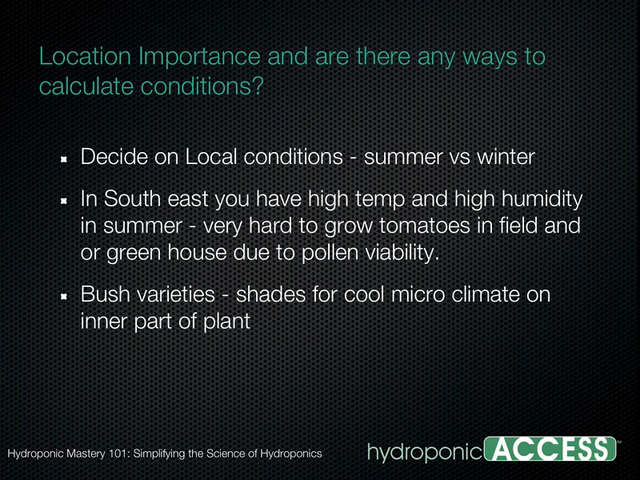 Location Importance and are there any ways to
calculate conditions?
Decide on Local conditions - summer vs winter
In South east you have high temp and high humidity
in summer - very hard to grow tomatoes in field and
or green house due to pollen viability.
Bush varieties - shades for cool micro climate on
inner part of plant
Hydroponic Mastery 101: Simplifying the Science of Hydroponics
hydroponic ACCESS™